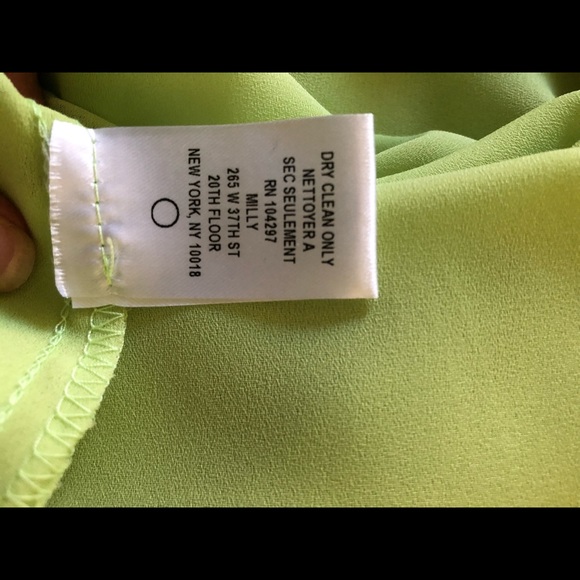 DRY CLEAN ONLY
NETTOYER A
SEC SEULEMENT
RN 104297
MILLY
265 W 37TH ST
20TH FLOOR
NEW YORK, NY 10018